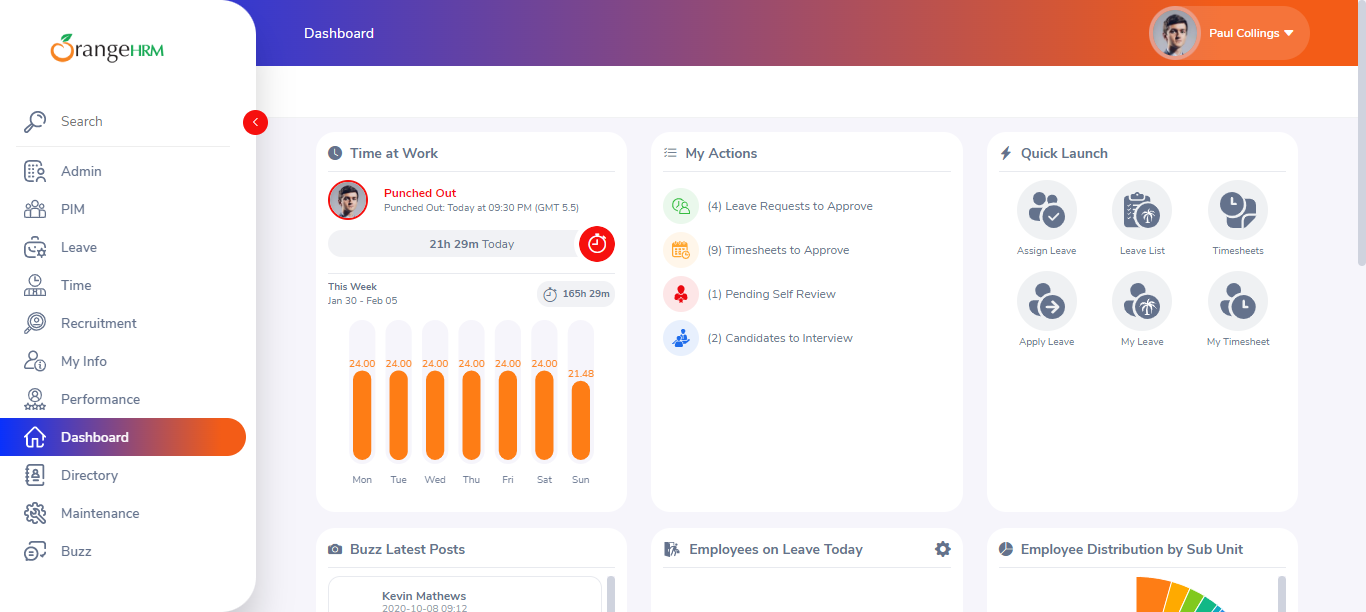 OrangeHRM
Dashboard
Paul Collings
Search
Admin
PIM
Leave
Time
Recruitment
My Info
Performance
Dashboard
Directory
Maintenance
Buzz
Time at Work
Punched Out
Punched Out: Today at 09:30 PM (GMT 5.5)
21h 29m Today
This Week
Jan 30 - Feb 05
165h 29m
24.00 24.00 24.00 24.00 24.00 24.00 21.48
Mon Tue Wed Thu Fri Sat Sun
My Actions
(4) Leave Requests to Approve
(9) Timesheets to Approve
(1) Pending Self Review
(2) Candidates to Interview
Quick Launch
Assign Leave Leave List Timesheets
Apply Leave My Leave My Timesheet
Buzz Latest Posts
Kevin Mathews
2020-10-08 09:12
Employees on Leave Today
Employee Distribution by Sub Unit